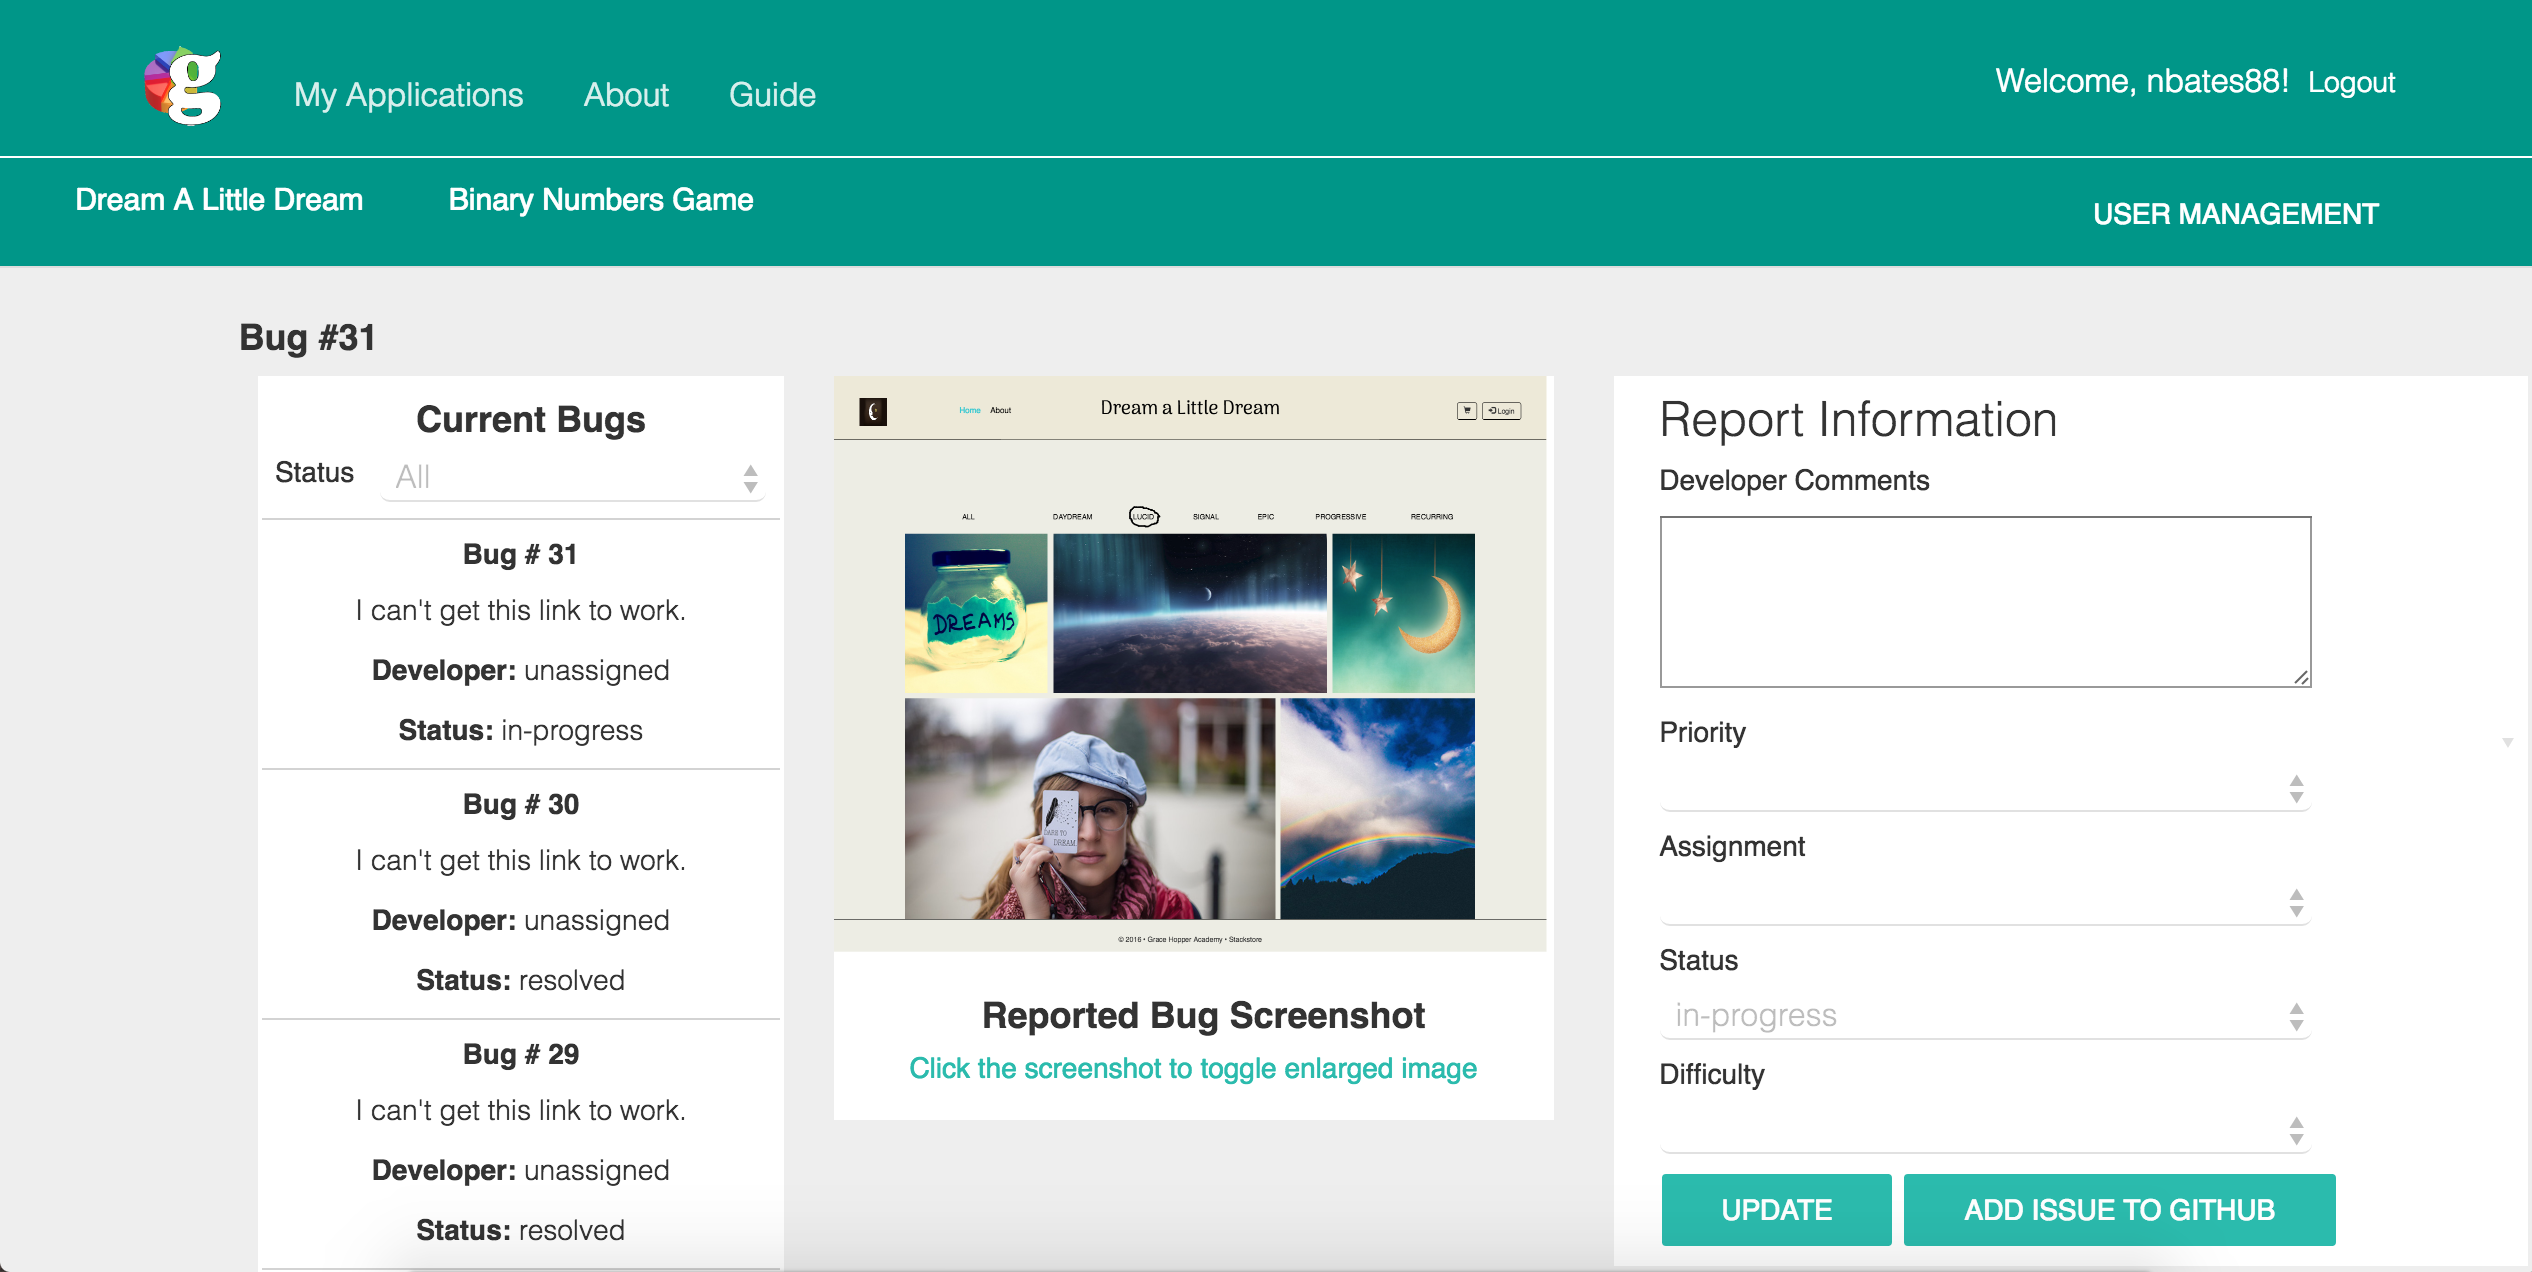 g
My Applications About Guide
Welcome, nbates88! Logout
Dream A Little Dream Binary Numbers Game
USER MANAGEMENT
Bug #31
Current Bugs
Status All
Bug # 31
I can't get this link to work.
Developer: unassigned
Status: in-progress
Bug # 30
I can't get this link to work.
Developer: unassigned
Status: resolved
Bug # 29
I can't get this link to work.
Developer: unassigned
Status: resolved
Home About
Dream a Little Dream
Login
ALL DAYDREAM LUCID SIGNAL EPIC PROGRESSIVE RECURRING
DREAMS
DARE TO
DREAM
© 2016 • Grace Hopper Academy • Stackstore
Reported Bug Screenshot
Click the screenshot to toggle enlarged image
Report Information
Developer Comments
Priority
Assignment
Status
in-progress
Difficulty
UPDATE
ADD ISSUE TO GITHUB